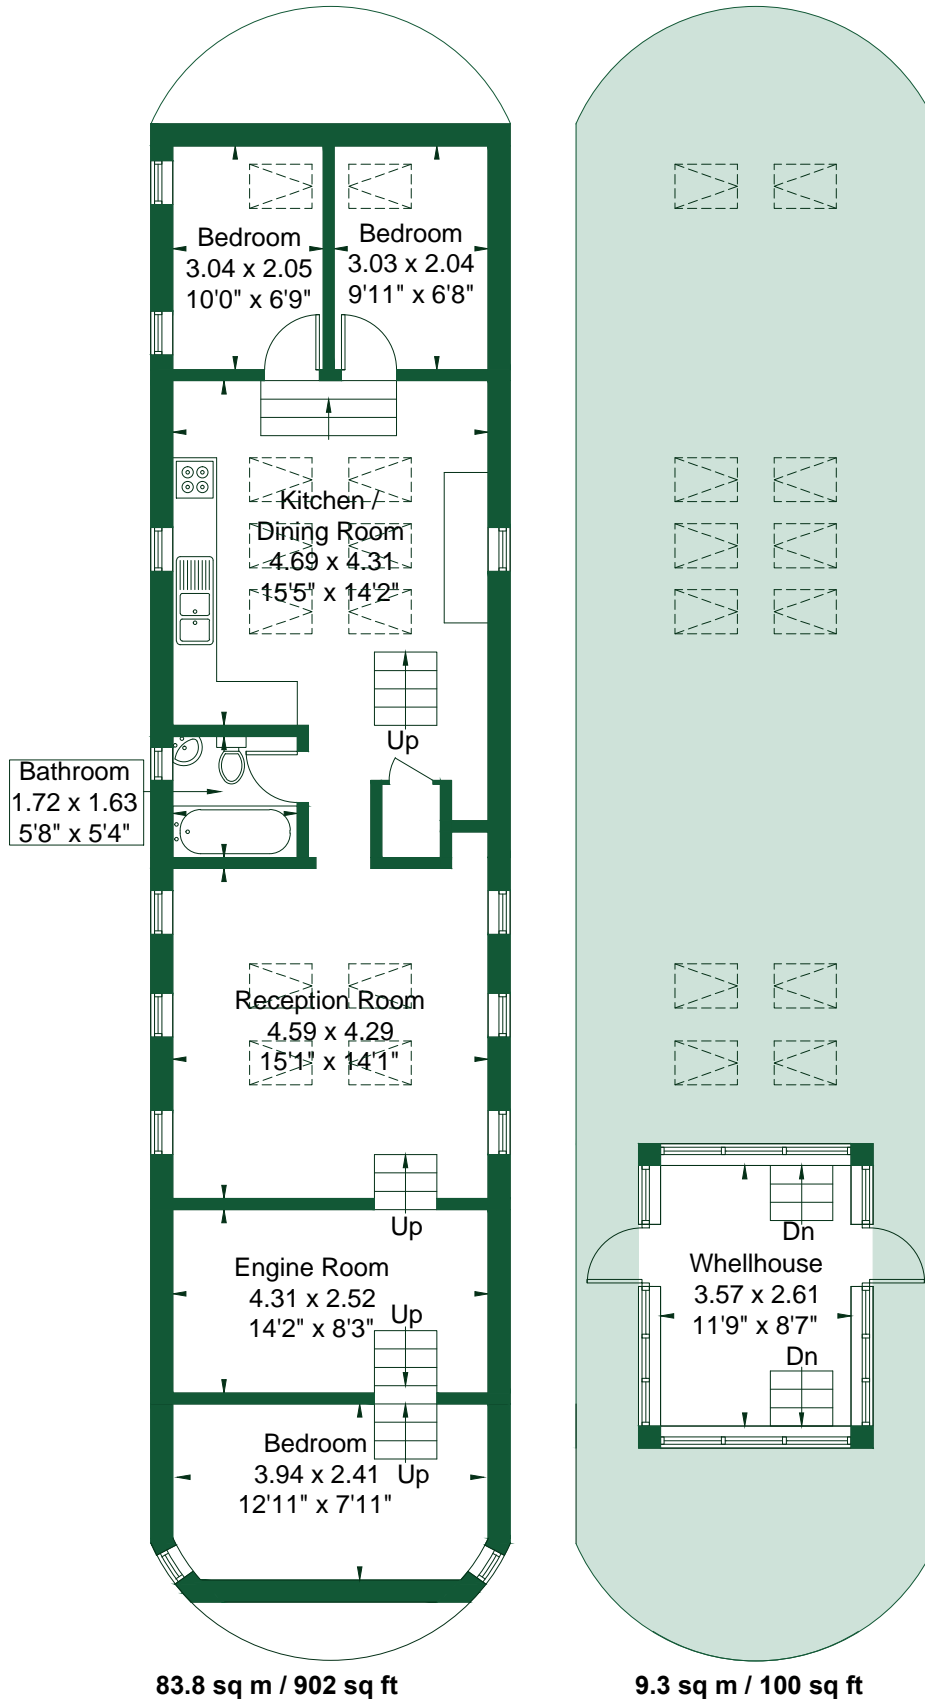 Bedroom
3.04 x 2.05
10'0" x 6'9"
Bedroom
3.03 x 2.04
9'11" x 6'8"
Kitchen /
Dining Room
4.69 x 4.31
15'5" x 14'2"
Up
Bathroom
1.72 x 1.63
5'8" x 5'4"
Reception Room
4.59 x 4.29
15'1" x 14'1"
Up
Engine Room
4.31 x 2.52
14'2" x 8'3"
Up
Bedroom
3.94 x 2.41
12'11" x 7'11"
Up
83.8 sq m / 902 sq ft
Dn
Whellhouse
3.57 x 2.61
11'9" x 8'7"
Dn
9.3 sq m / 100 sq ft